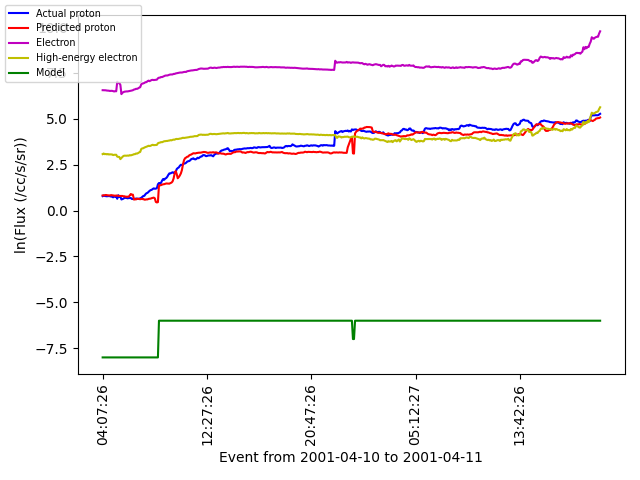 Actual proton
Predicted proton
Electron
High-energy electron
Model
5.0
2.5
0.0
−2.5
−5.0
−7.5
ln(Flux (/cc/s/sr))
04:07:26
12:27:26
20:47:26
05:12:27
13:42:26
Event from 2001-04-10 to 2001-04-11